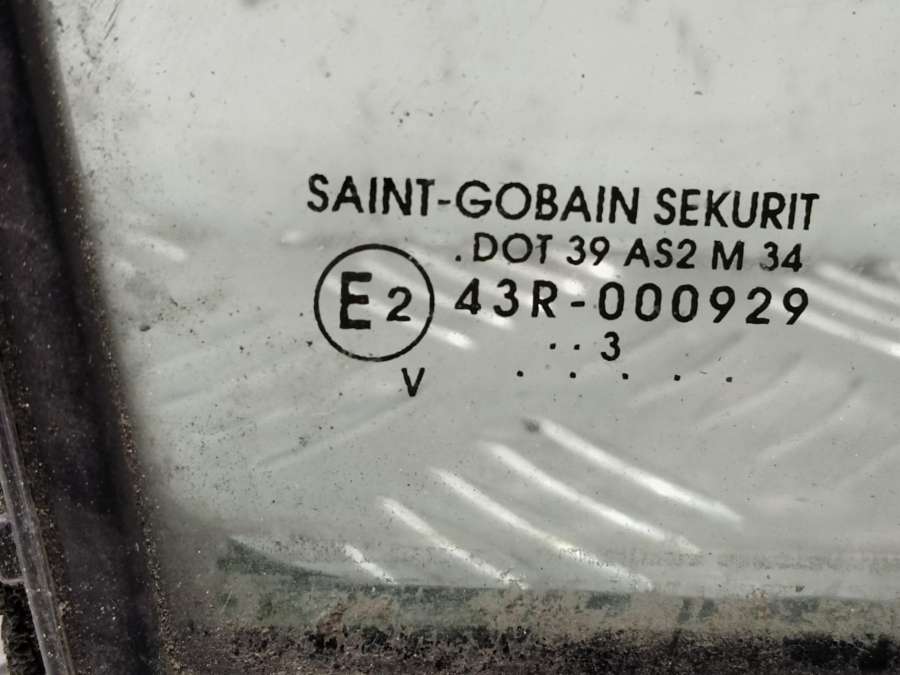 SAINT-GOBAIN SEKURIT
.DOT 39 AS2 M 34
E2 43R-000929
..3
V .....